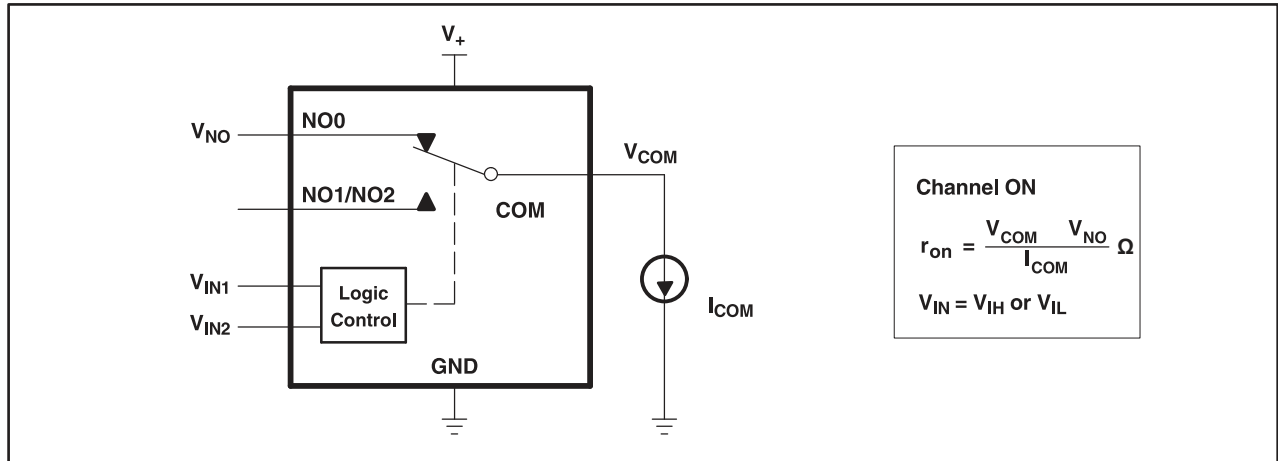 V+
VNO
NO0
VCOM
NO1/NO2
COM
VIN1
VIN2
Logic
Control
ICOM
GND
Channel ON
ron = VCOM VNO / ICOM Ω
VIN = VIH or VIL